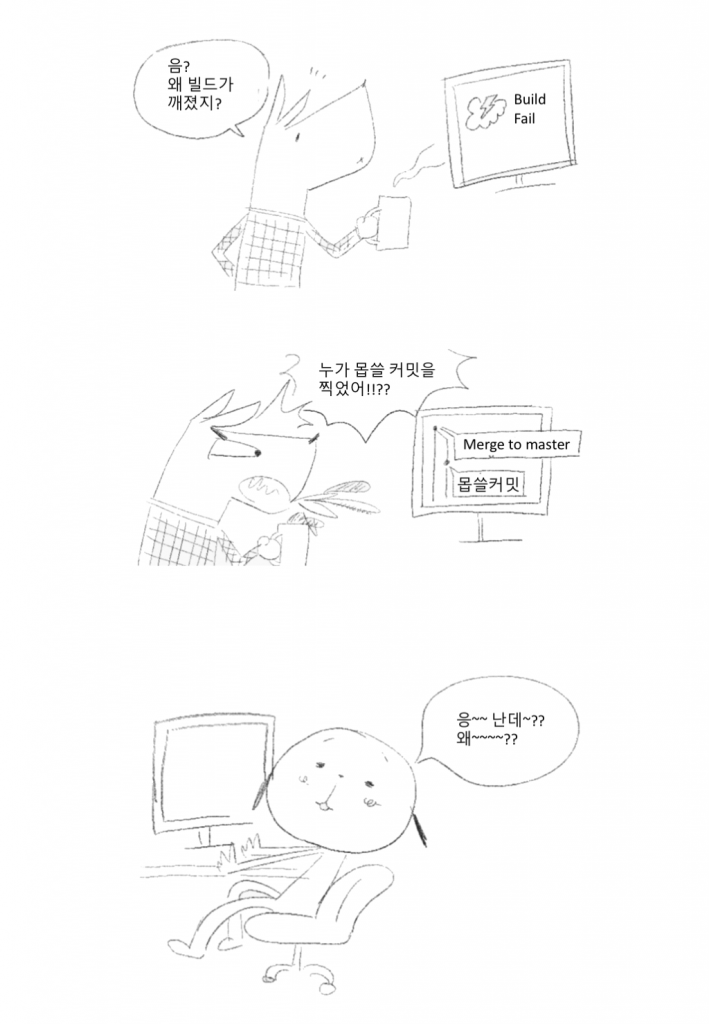 음?
왜 빌드가
깨졌지?
Build
Fail
누가 몹쓸 커밋을
찍었어!!??
Merge to master
몹쓸커밋
응~~ 난데~??
왜~~~~??